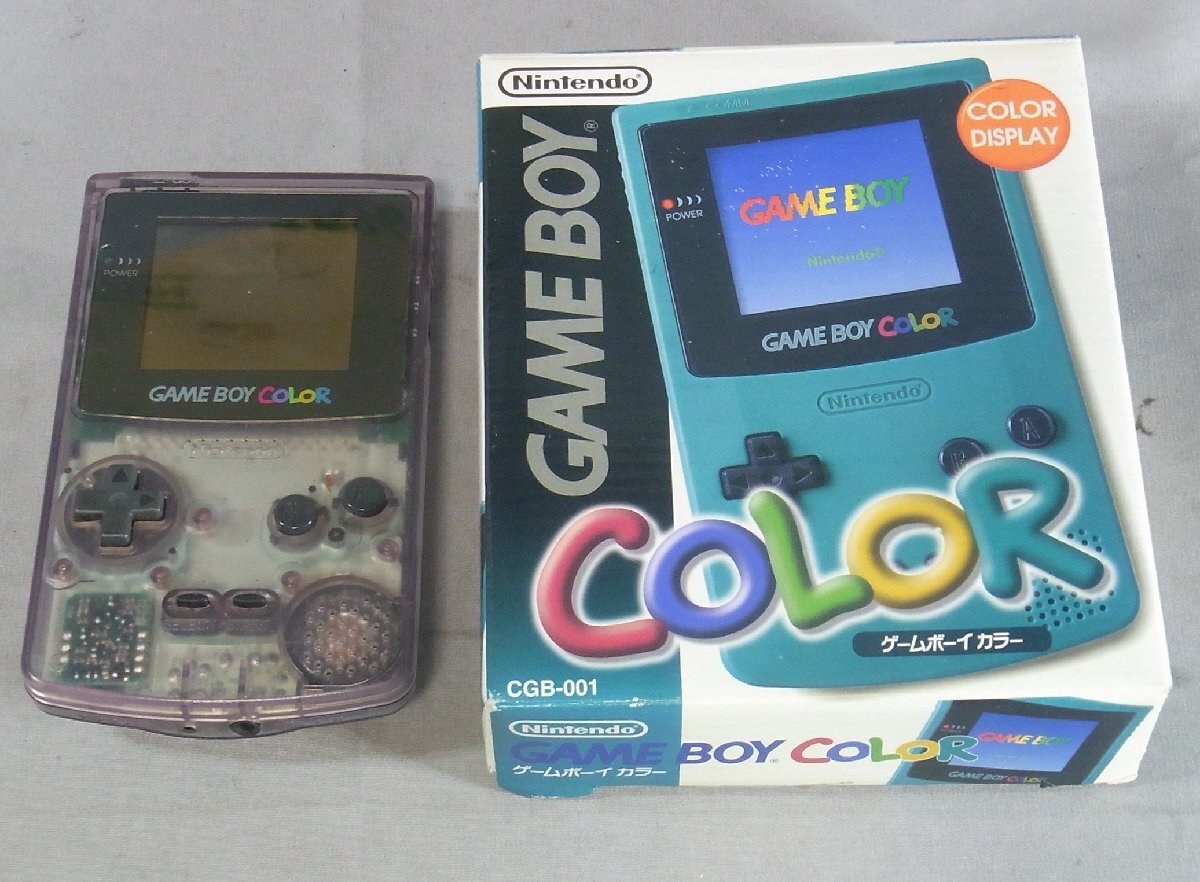 POWER
GAME BOY COLOR
Nintendo
Nintendo®
GAME BOY®
COLOR
DISPLAY
POWER
GAME BOY
Nintendo®
GAME BOY COLOR
Nintendo
A
B
COLOR
ゲームボーイ カラー
CGB-001
Nintendo®
GAME BOY® COLOR
ゲームボーイ カラー
GAME BOY
GAME BOY COLOR